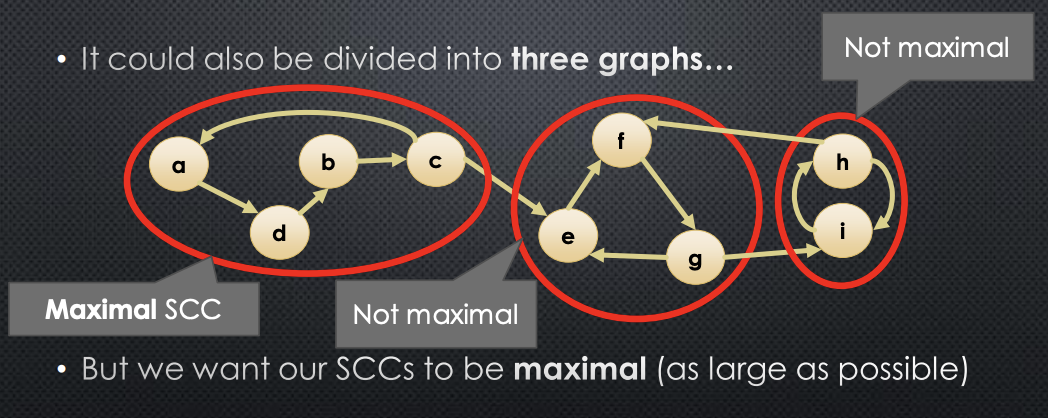 • It could also be divided into three graphs…
Not maximal
f
a
b
c
h
d
e
g
i
Maximal SCC
Not maximal
• But we want our SCCs to be maximal (as large as possible)